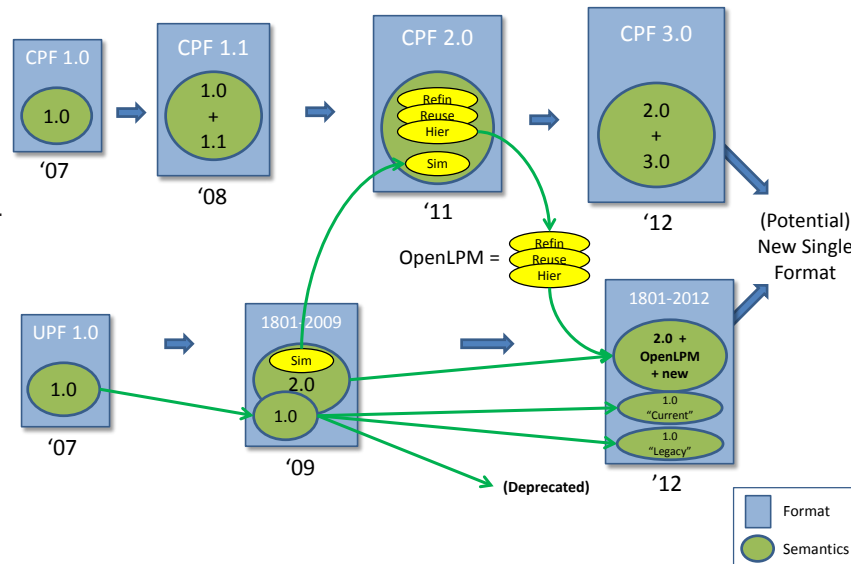 CPF 1.0
1.0
'07
CPF 1.1
1.0
+
1.1
‘08
CPF 2.0
Refin
Reuse
Hier
Sim
'11
CPF 3.0
2.0
+
3.0
'12
(Potential)
New Single
Format
OpenLPM =
Refin
Reuse
Hier
UPF 1.0
1.0
‘07
1801-2009
Sim
2.0
1.0
‘09
1801-2012
2.0 +
OpenLPM
+ new
1.0
“Current”
1.0
“Legacy”
'12
(Deprecated)
Format
Semantics